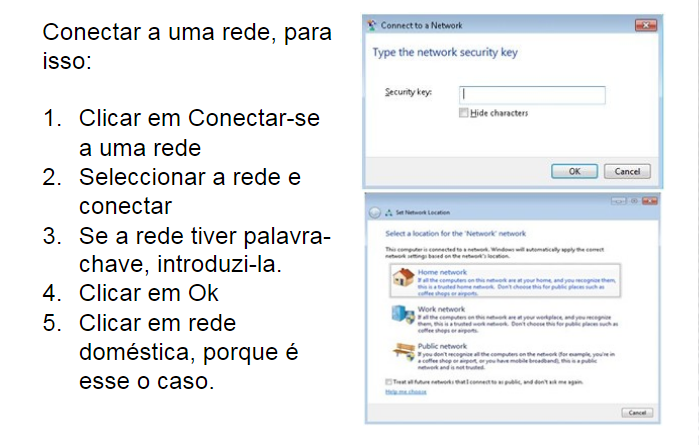 Conectar a uma rede, para
isso:
1. Clicar em Conectar-se
a uma rede
2. Seleccionar a rede e
conectar
3. Se a rede tiver palavra-
chave, introduzi-la.
4. Clicar em Ok
5. Clicar em rede
doméstica, porque é
esse o caso.
Connect to a Network
Type the network security key
Security key:
Hide characters
OK Cancel
Set Network Location
Select a location for the 'Network' network
This computer is connected to a network. Windows will automatically apply the correct
network settings based on the network's location.
Home network
If all the computers on this network are at your home, and you recognize them,
this is a trusted home network. Don't choose this for public places such as
coffee shops or airports.
Work network
If all the computers on this network are at your workplace, and you recognize
them, this is a trusted work network. Don't choose this for public places such as
coffee shops or airports.
Public network
If you don't recognize all the computers on the network (for example, you're in
a coffee shop or airport, or you have mobile broadband), this is a public
network and is not trusted.
Treat all future networks that I connect to as public, and don't ask me again.
Help me choose
Cancel